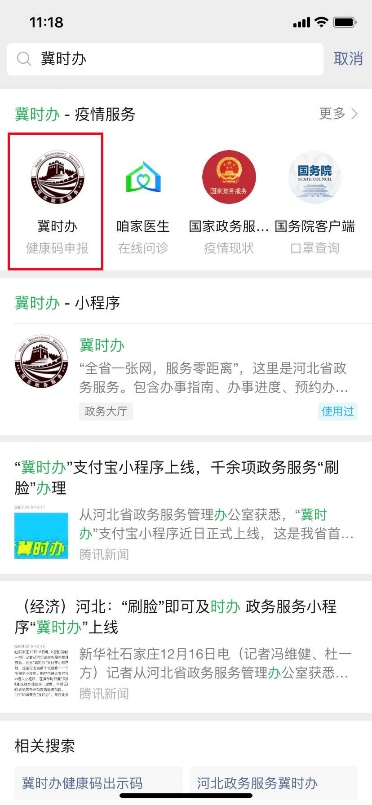 11:18
冀时办
取消
冀时办 - 疫情服务
更多
冀时办
咱家医生
国家政务服...
国务院客户端
健康码申报
在线问诊
疫情现状
口罩查询
国家政务服务
国务院
冀时办 - 小程序
冀时办
“全省一张网，服务零距离”，这里是河北省政
务服务。包含办事指南、办事进度、预约办...
政务大厅
使用过
“冀时办”支付宝小程序上线，千余项政务服务“刷
脸”办理
冀时办
从河北省政务服务管理办公室获悉，“冀时
办”支付宝小程序近日正式上线，这是我省首...
腾讯新闻
（经济）河北：“刷脸”即可及时办 政务服务小程
序“冀时办”上线
新华社石家庄12月16日电（记者冯维健、杜一
方）记者从河北省政务服务管理办公室获悉...
腾讯新闻
相关搜索
冀时办健康码出示码
河北政务服务冀时办